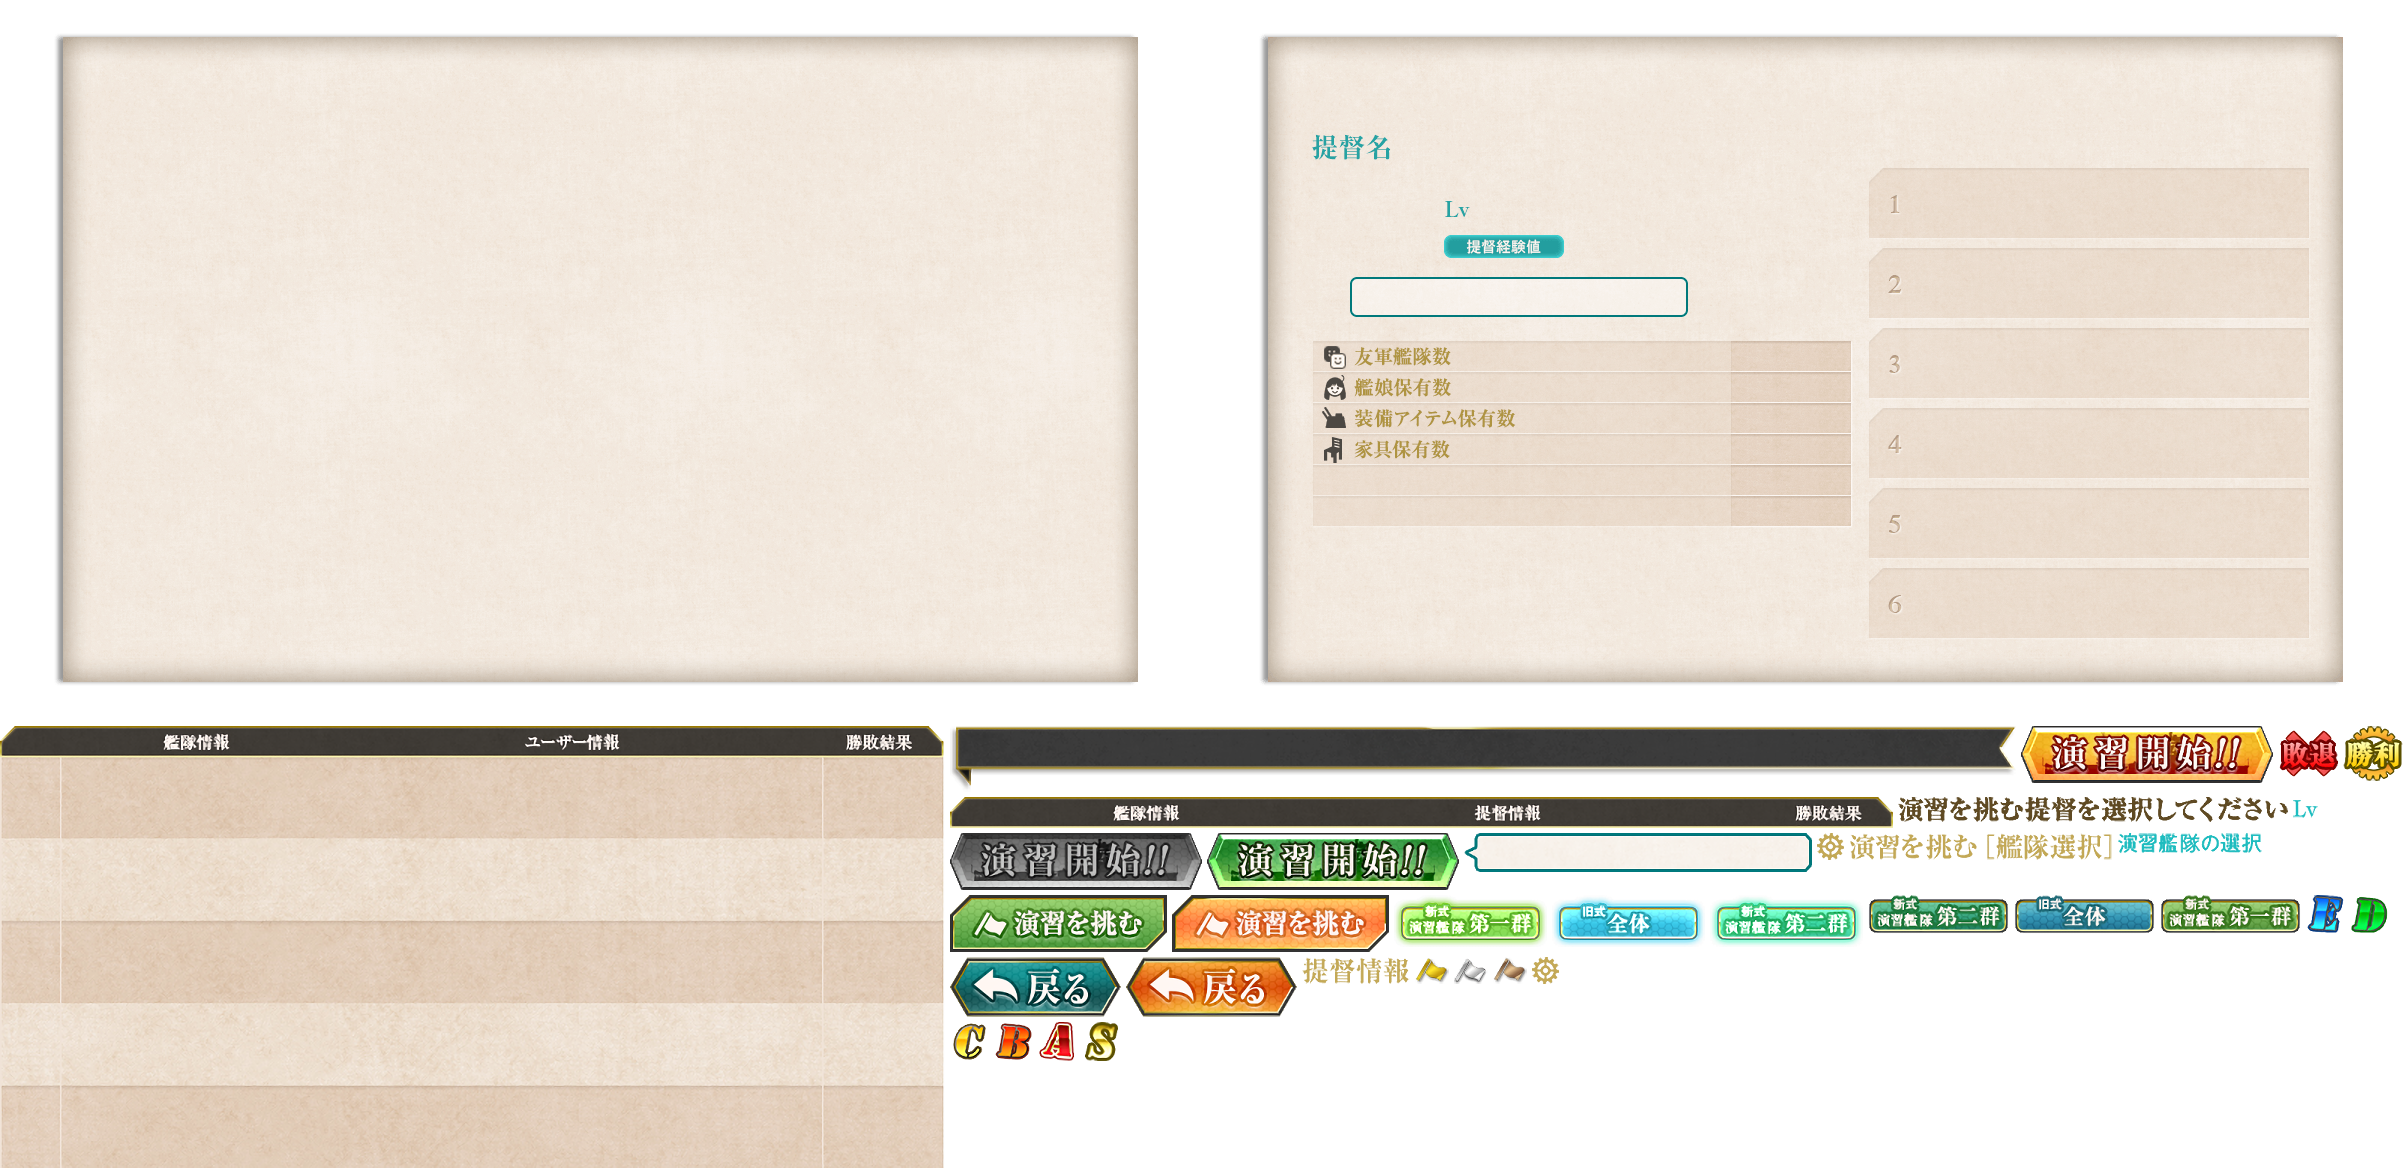 提督名
Lv
提督経験値
友軍艦隊数
艦娘保有数
装備アイテム保有数
家具保有数
1
2
3
4
5
6
艦隊情報 ユーザー情報 勝敗結果
演習開始!! 敗退 勝利
艦隊情報 提督情報 勝敗結果
演習を挑む提督を選択してください Lv
演習開始!! 演習開始!!
演習を挑む [艦隊選択] 演習艦隊の選択
演習を挑む 演習を挑む
新式 演習艦隊 第一群
旧式 全体
新式 演習艦隊 第二群
新式 演習艦隊 第二群
旧式 全体
新式 演習艦隊 第一群
E D
戻る 戻る 提督情報
C B A S